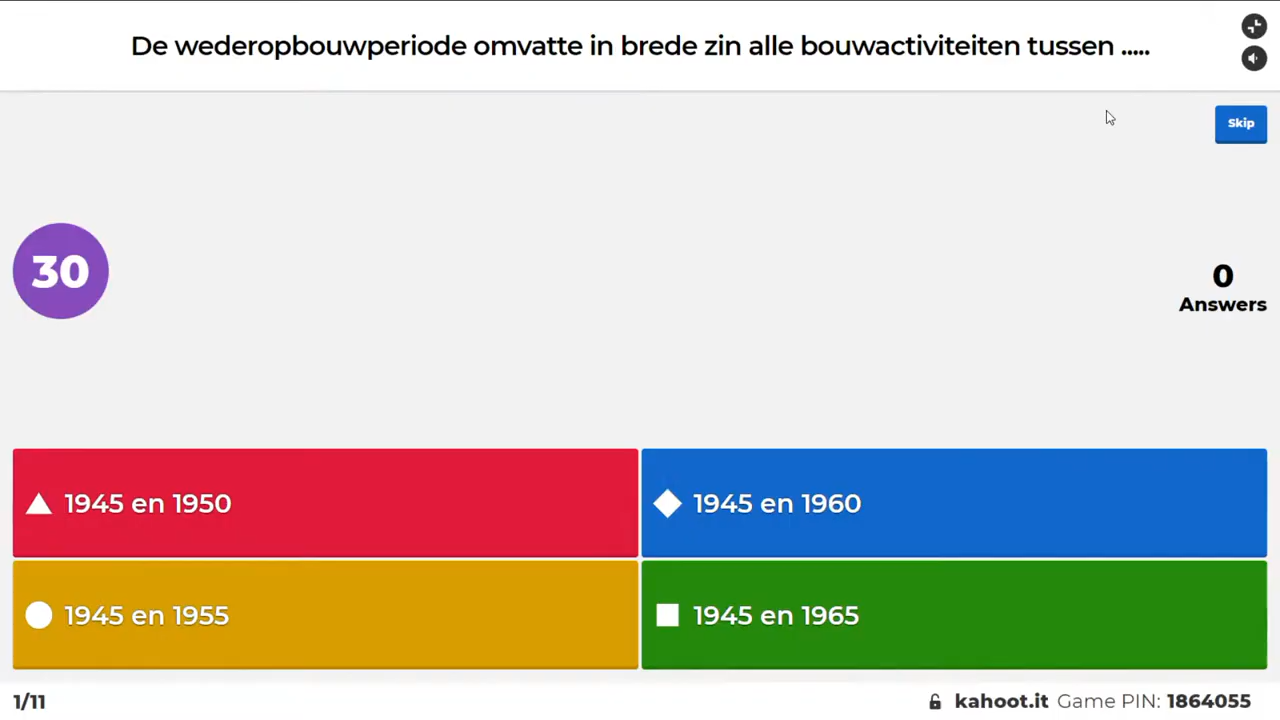 De wederopbouwperiode omvatte in brede zin alle bouwactiviteiten tussen .....
Skip
30
0
Answers
1945 en 1950
1945 en 1960
1945 en 1955
1945 en 1965
1/11
kahoot.it Game PIN: 1864055